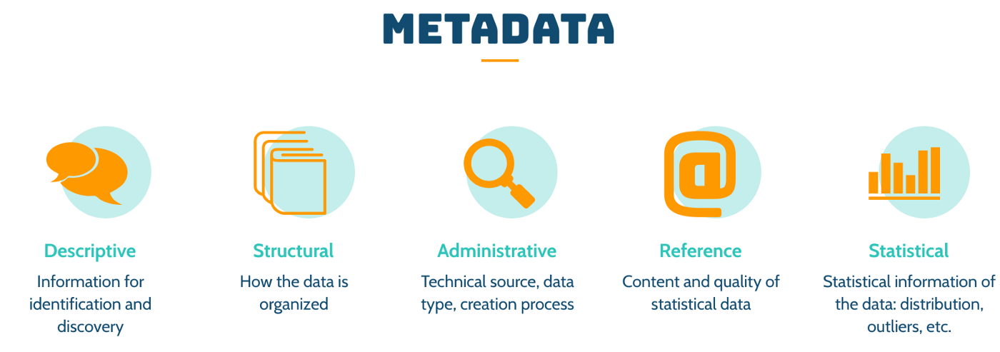 METADATA
Descriptive
Information for
identification and
discovery
Structural
How the data is
organized
Administrative
Technical source, data
type, creation process
Reference
Content and quality of
statistical data
Statistical
Statistical information of
the data: distribution,
outliers, etc.